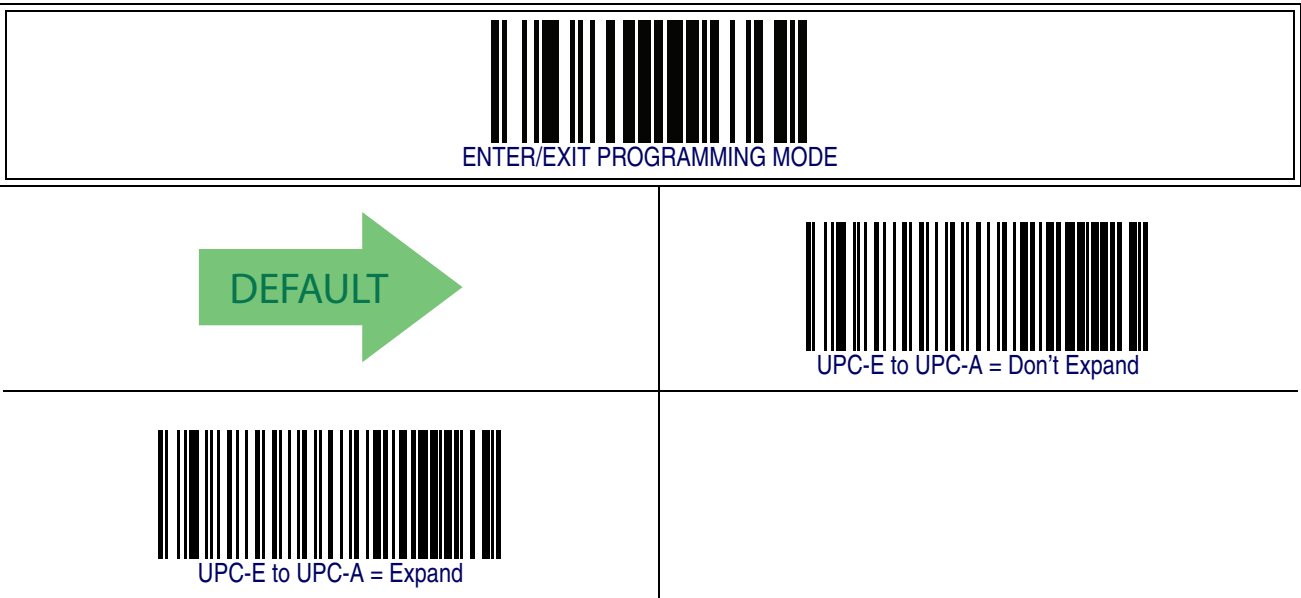 ENTER/EXIT PROGRAMMING MODE
DEFAULT
UPC-E to UPC-A = Don't Expand
UPC-E to UPC-A = Expand